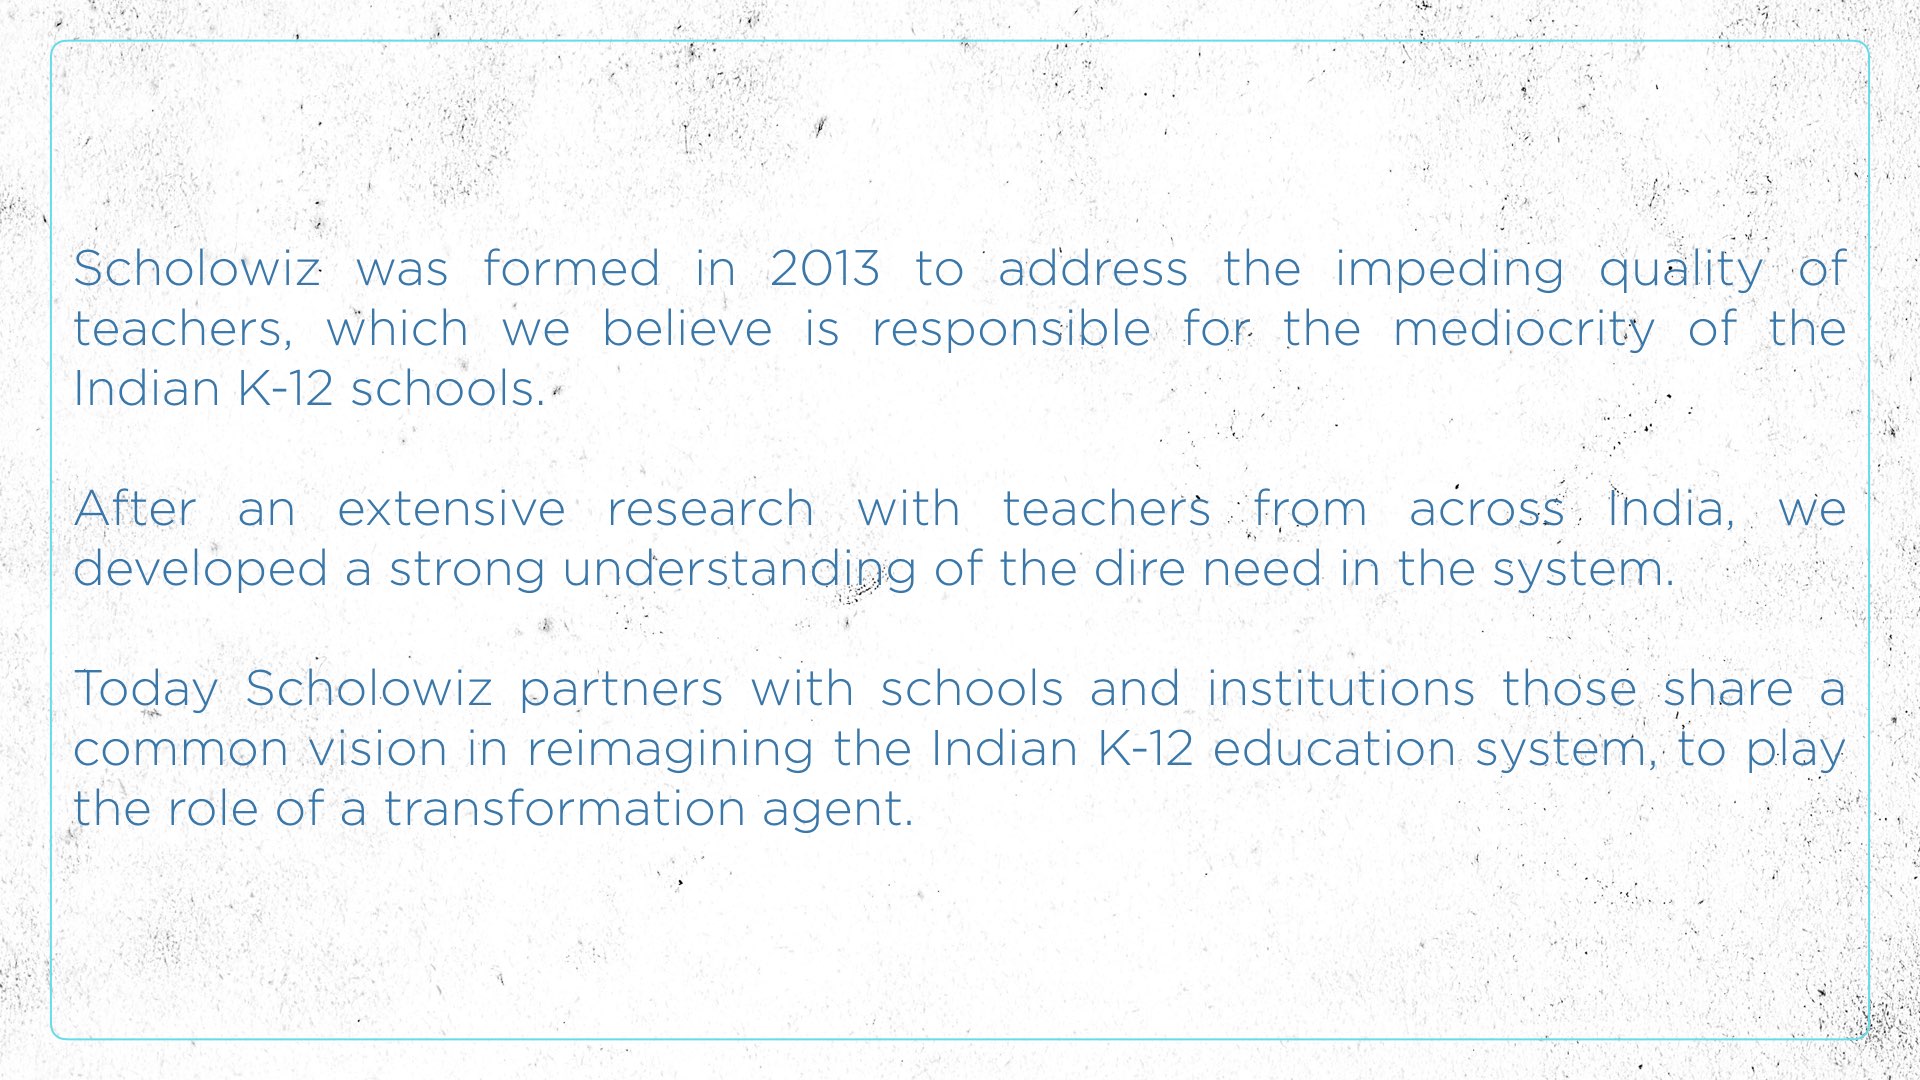 Scholowiz was formed in 2013 to address the impeding quality of
teachers, which we believe is responsible for the mediocrity of the
Indian K-12 schools.
After an extensive research with teachers from across India, we
developed a strong understanding of the dire need in the system.
Today Scholowiz partners with schools and institutions those share a
common vision in reimagining the Indian K-12 education system, to play
the role of a transformation agent.